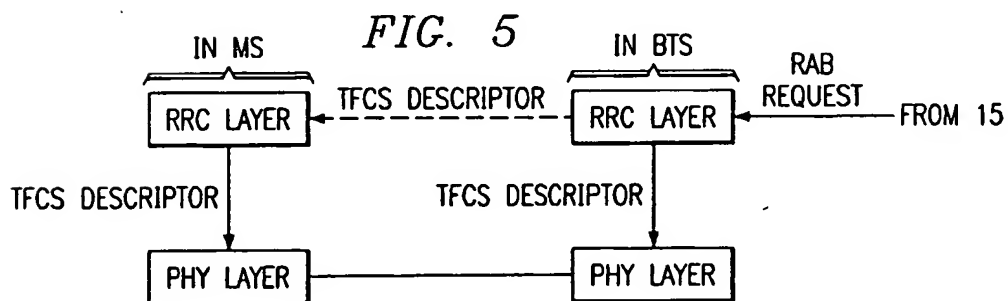 FIG. 5
IN MS
IN BTS
RAB
REQUEST
TFCS DESCRIPTOR
RRC LAYER
RRC LAYER
FROM 15
TFCS DESCRIPTOR
TFCS DESCRIPTOR
PHY LAYER
PHY LAYER